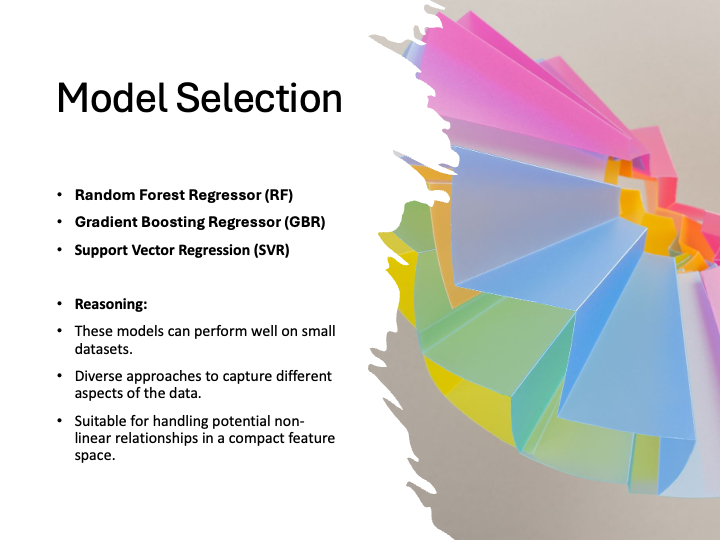 Model Selection
• Random Forest Regressor (RF)
• Gradient Boosting Regressor (GBR)
• Support Vector Regression (SVR)
• Reasoning:
• These models can perform well on small
datasets.
• Diverse approaches to capture different
aspects of the data.
• Suitable for handling potential non-
linear relationships in a compact feature
space.